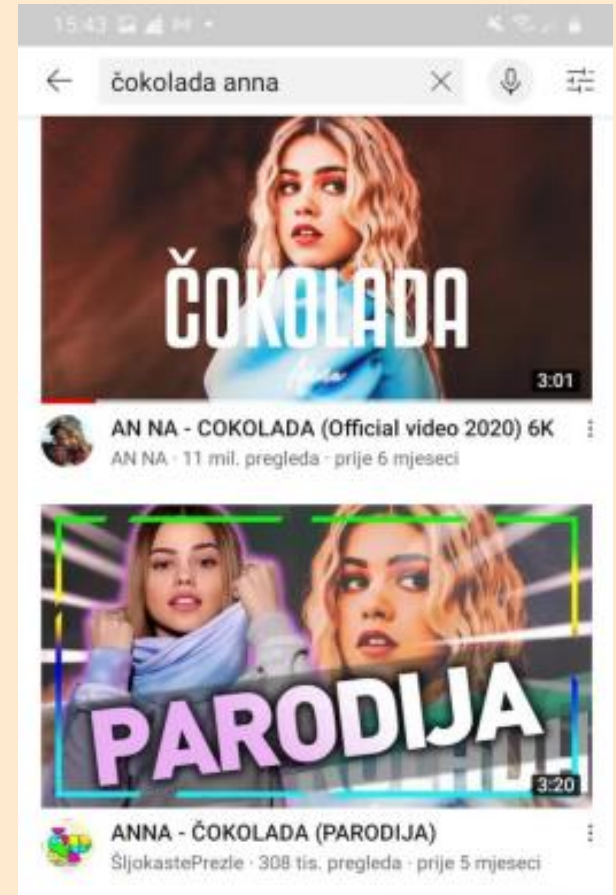 15:43
čokolada anna
ČOKOLADA
Anna
3:01
AN NA - COKOLADA (Official video 2020) 6K
AN NA · 11 mil. pregleda · prije 6 mjeseci
PARODIJA
3:20
ANNA - ČOKOLADA (PARODIJA)
ŠljokastePrezle · 308 tis. pregleda · prije 5 mjeseci